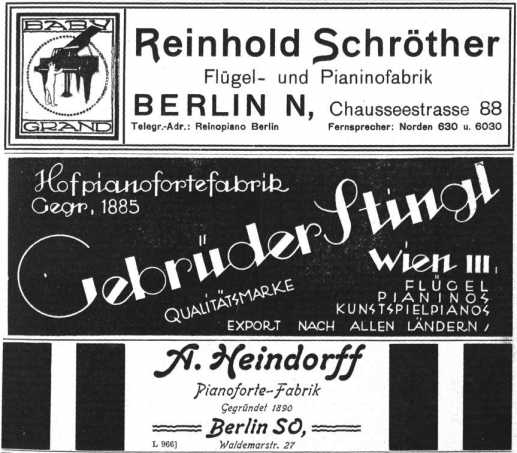 BABY
GRAND
Reinhold Schröther
Flügel- und Pianinofabrik
BERLIN N, Chausseestrasse 88
Telegr.-Adr.: Reinopiano Berlin Fernsprecher: Norden 630 u. 6030
Hofpianofortefabrik
Gegr. 1885
Gebrüder Stingl
Wien III.
QUALITÄTSMARKE
FLÜGEL
PIANINOS
KUNSTSPIELPIANOS
EXPORT NACH ALLEN LÄNDERN!
A. Heindorff
Pianoforte-Fabrik
Gegründet 1890
Berlin SO,
L 966] Waldemarstr. 27